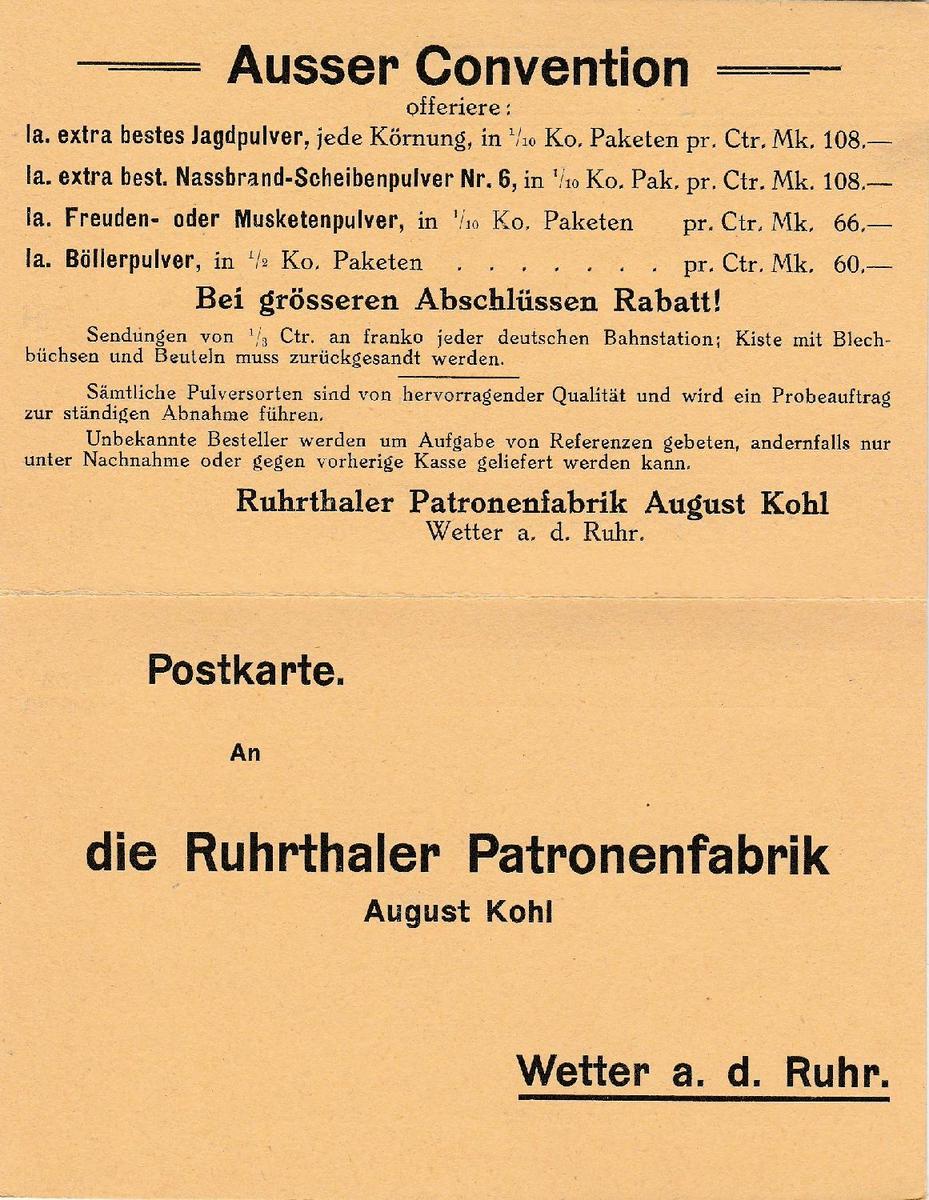 Ausser Convention
offeriere:
Ia. extra bestes Jagdpulver, jede Körnung, in 1/10 Ko. Paketen pr. Ctr. Mk. 108.—
Ia. extra best. Nassbrand-Scheibenpulver Nr. 6, in 1/10 Ko. Pak. pr. Ctr. Mk. 108.—
Ia. Freuden- oder Musketenpulver, in 1/10 Ko. Paketen pr. Ctr. Mk. 66.—
Ia. Böllerpulver, in 1/2 Ko. Paketen . . . . . . . pr. Ctr. Mk. 60.—
Bei grösseren Abschlüssen Rabatt!
Sendungen von 1/3 Ctr. an franko jeder deutschen Bahnstation; Kiste mit Blech-
büchsen und Beuteln muss zurückgesandt werden.
Sämtliche Pulversorten sind von hervorragender Qualität und wird ein Probeauftrag
zur ständigen Abnahme führen.
Unbekannte Besteller werden um Aufgabe von Referenzen gebeten, andernfalls nur
unter Nachnahme oder gegen vorherige Kasse geliefert werden kann.
Ruhrthaler Patronenfabrik August Kohl
Wetter a. d. Ruhr.
Postkarte.
An
die Ruhrthaler Patronenfabrik
August Kohl
Wetter a. d. Ruhr.